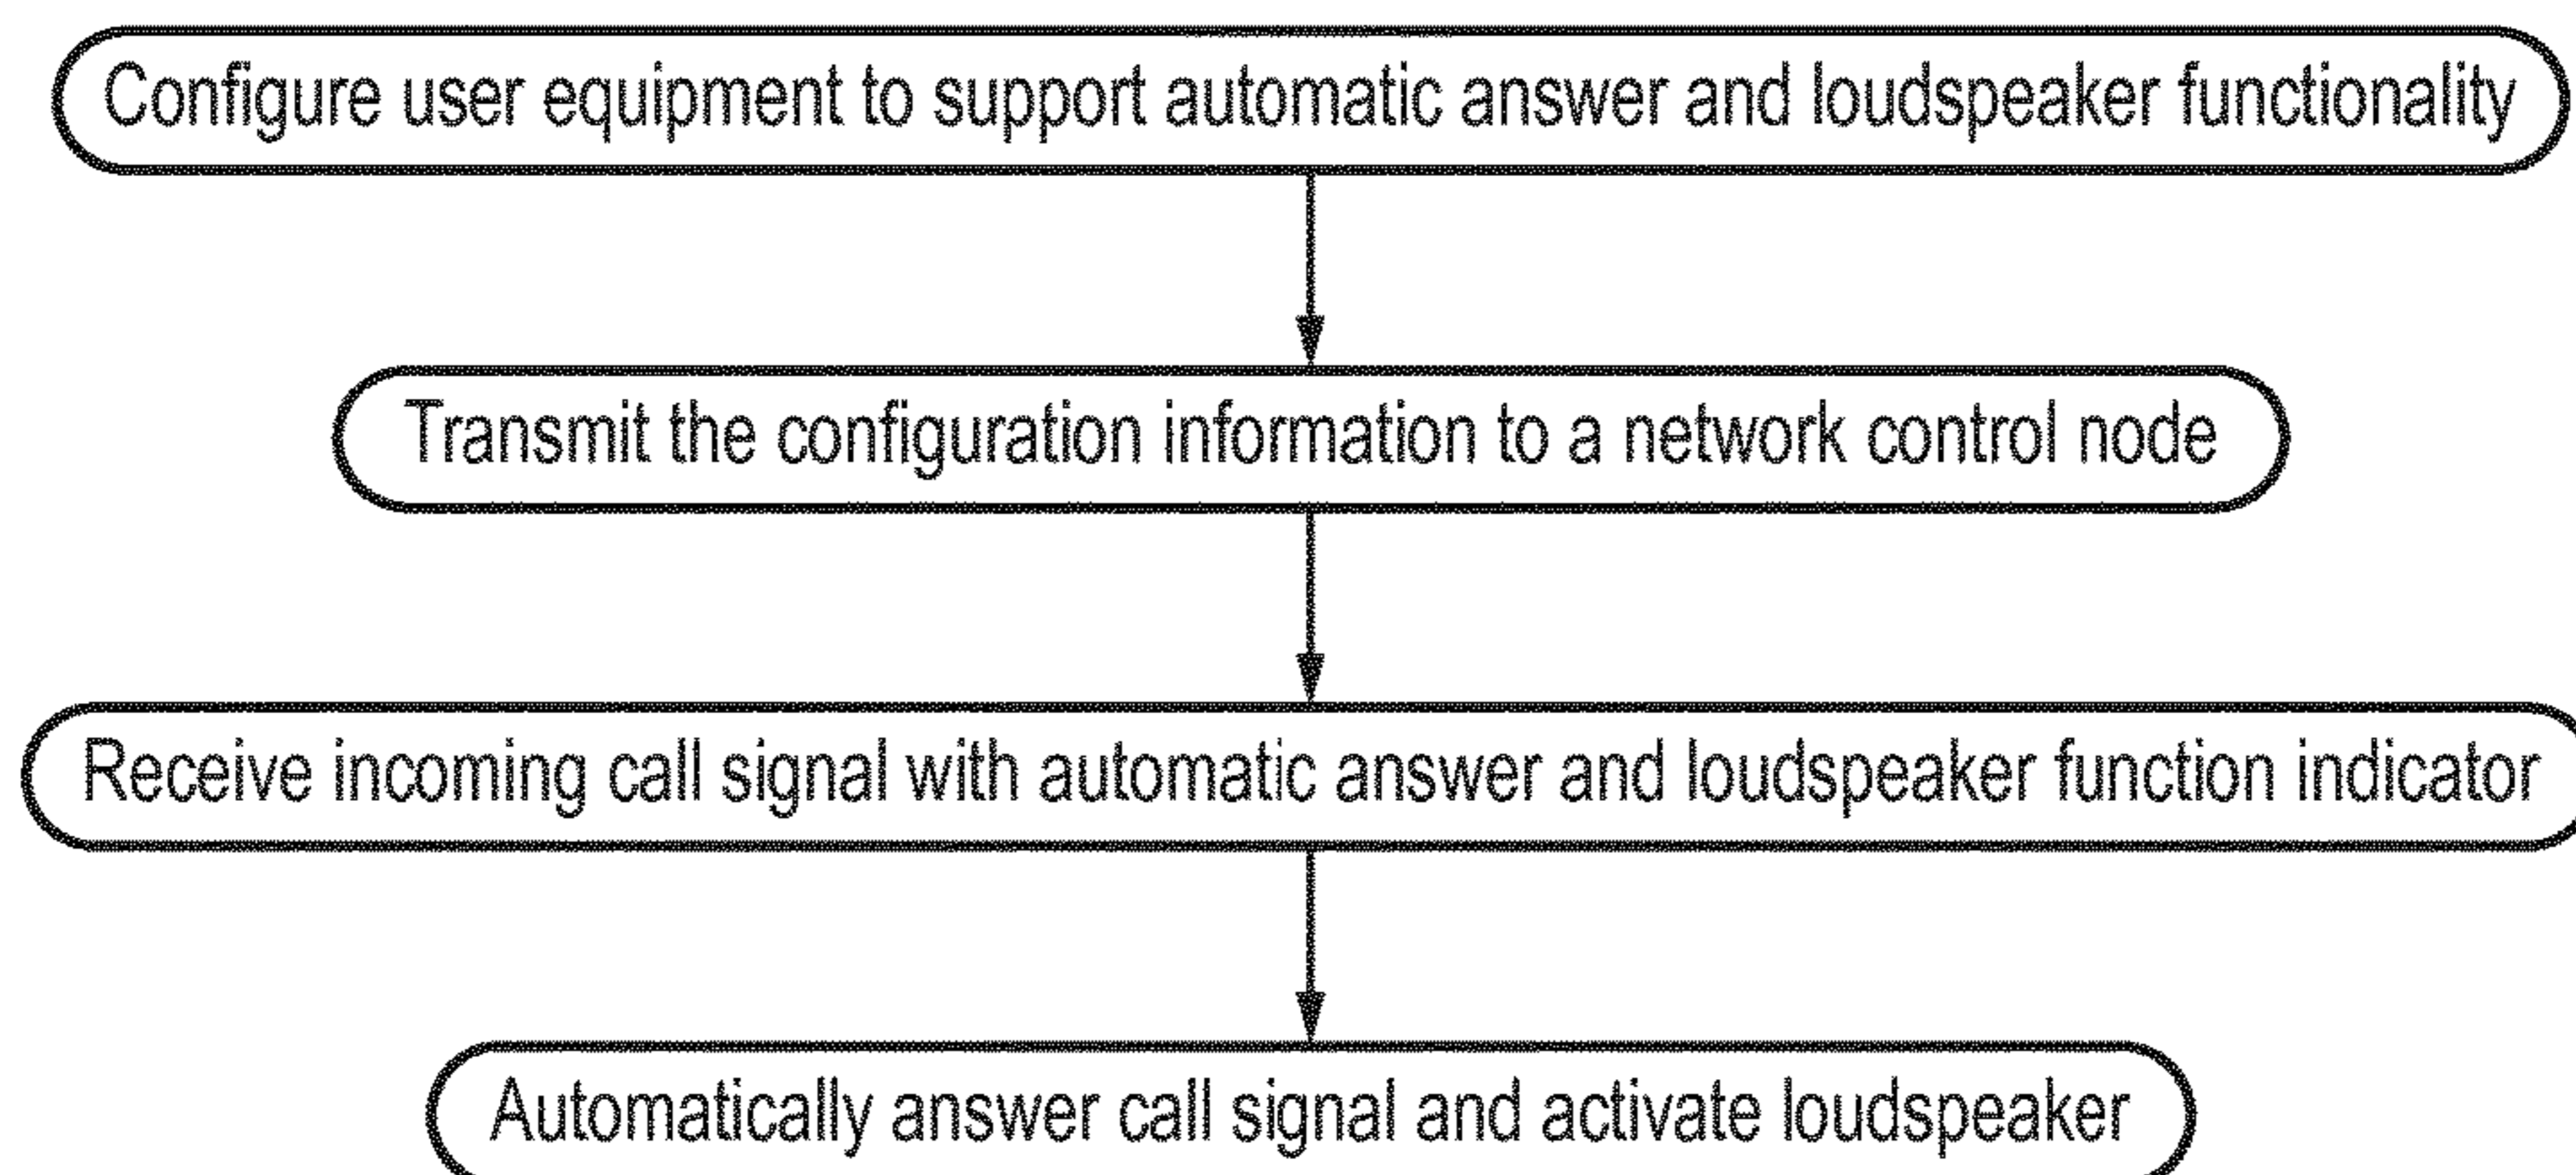 Configure user equipment to support automatic answer and loudspeaker functionality
Transmit the configuration information to a network control node
Receive incoming call signal with automatic answer and loudspeaker function indicator
Automatically answer call signal and activate loudspeaker